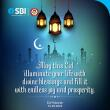 SBI
May this Eid
illuminate your life with
divine blessings and fill it
with endless joy and prosperity.